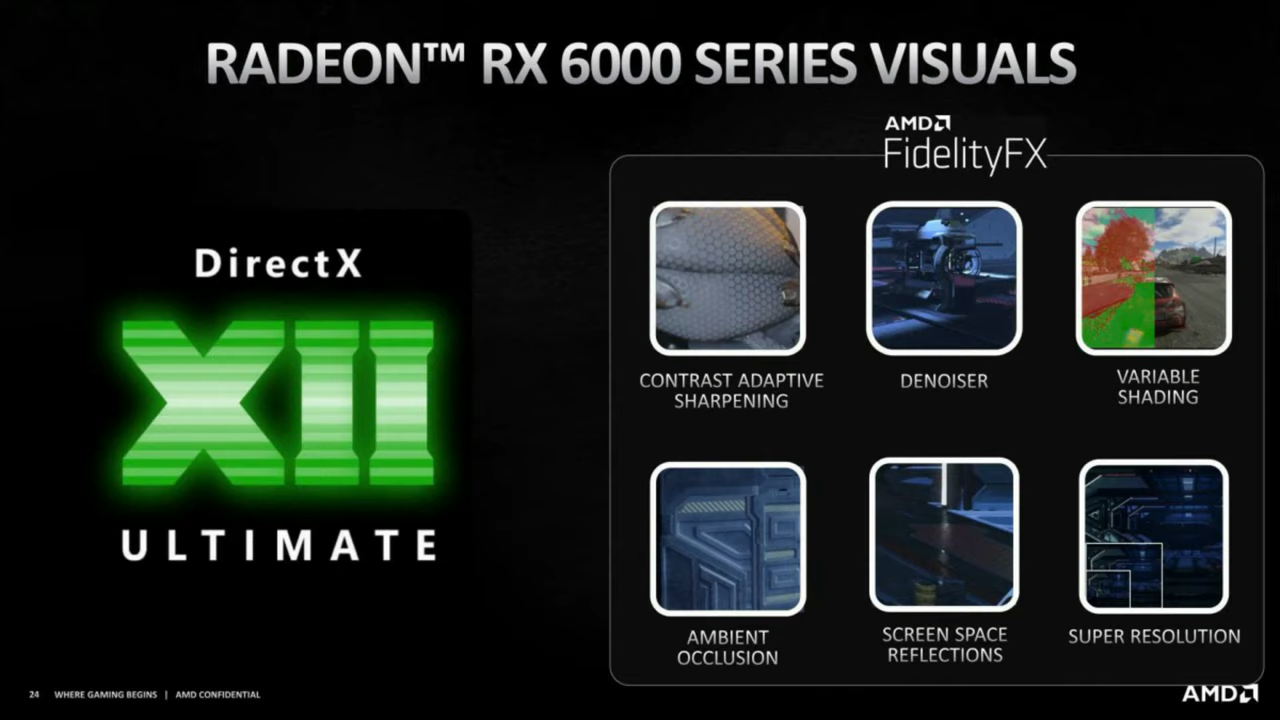 RADEON™ RX 6000 SERIES VISUALS
AMD
FidelityFX
DirectX
XII
ULTIMATE
CONTRAST ADAPTIVE
SHARPENING
DENOISER
VARIABLE
SHADING
AMBIENT
OCCLUSION
SCREEN SPACE
REFLECTIONS
SUPER RESOLUTION
24 WHERE GAMING BEGINS | AMD CONFIDENTIAL
AMD